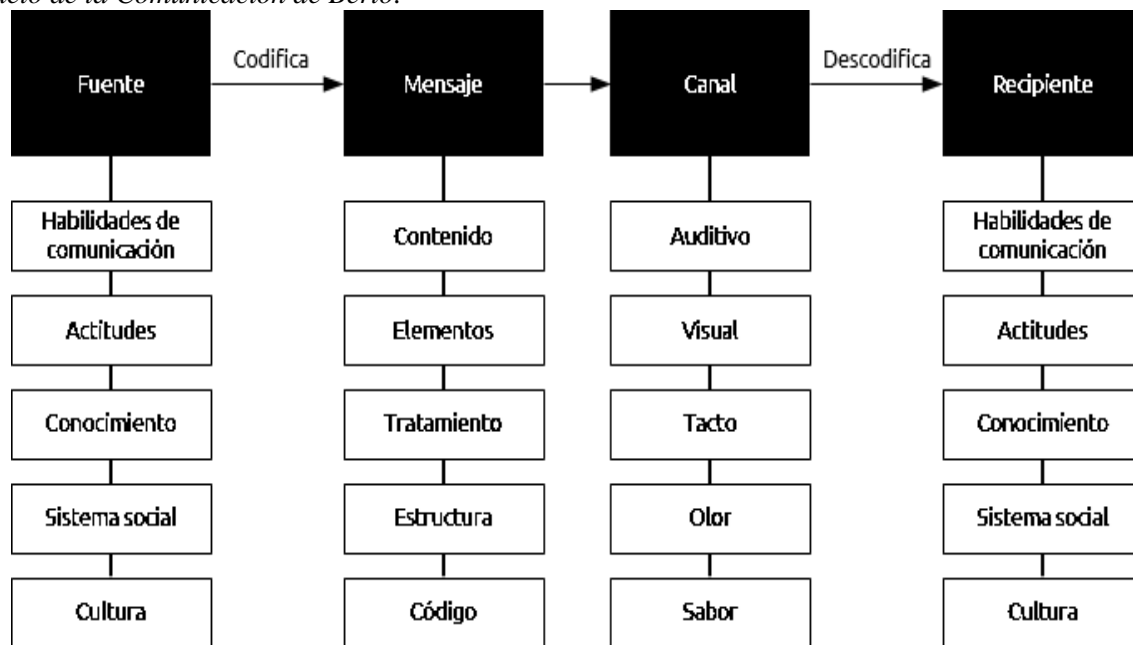 de la Comunicación de Berlo.
Codifica
Descodifica
Fuente
Mensaje
Canal
Recipiente
Habilidades de
comunicación
Contenido
Auditivo
Habilidades de
comunicación
Actitudes
Elementos
Visual
Actitudes
Conocimiento
Tratamiento
Tacto
Conocimiento
Sistema social
Estructura
Olor
Sistema social
Cultura
Código
Sabor
Cultura